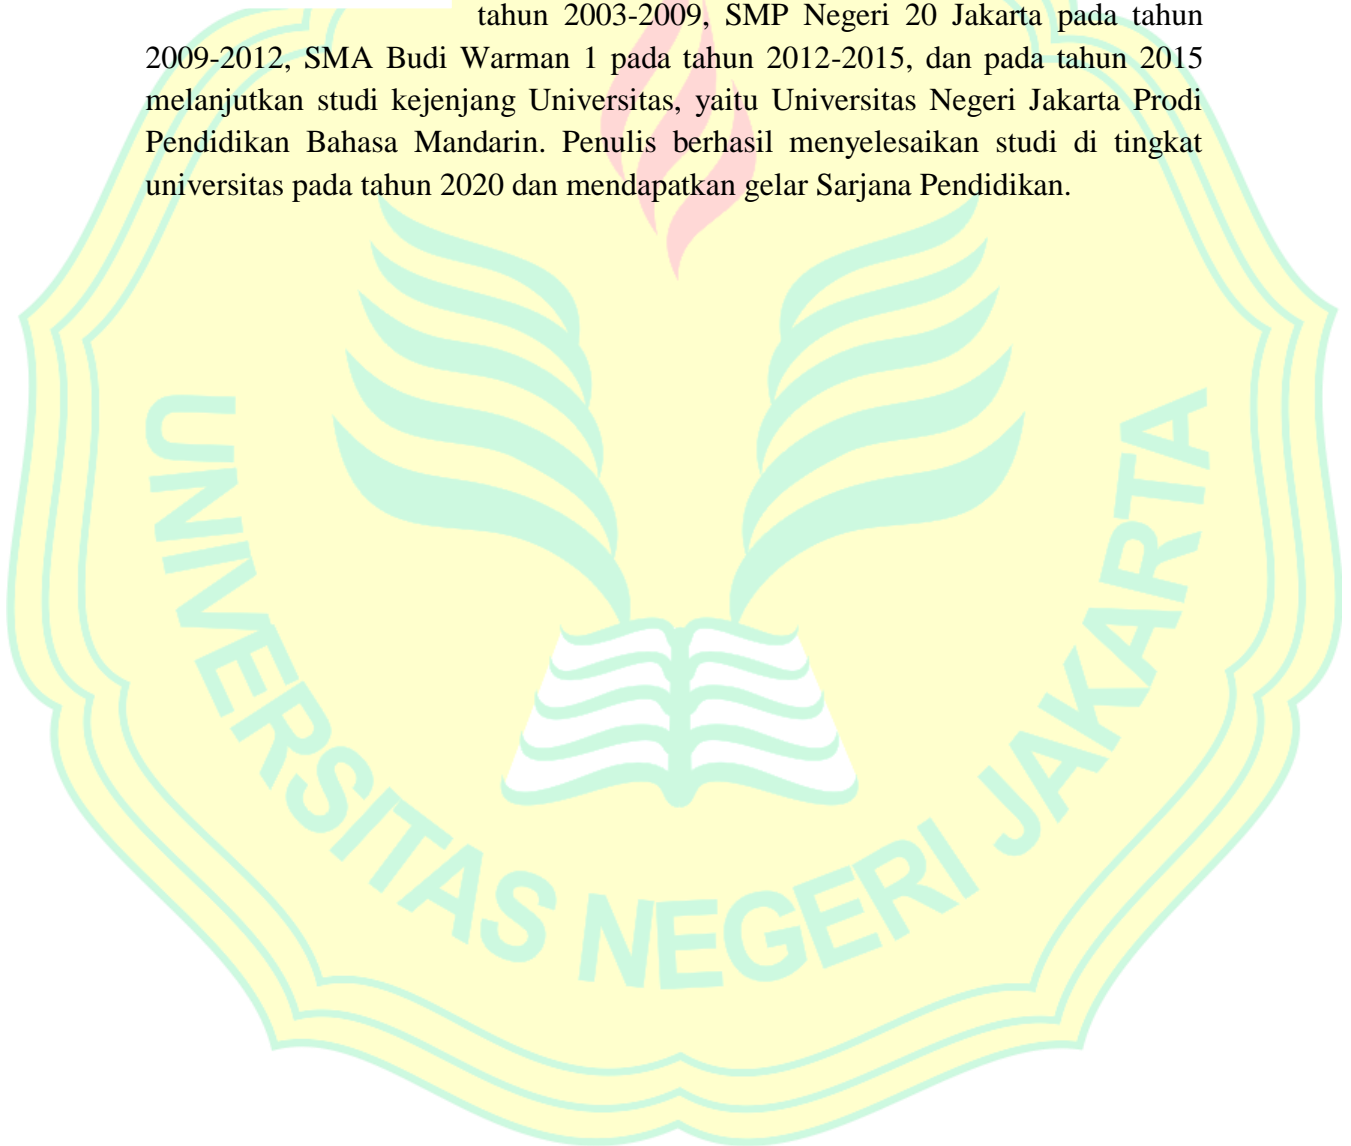 tahun 2003-2009, SMP Negeri 20 Jakarta pada tahun
2009-2012, SMA Budi Warman 1 pada tahun 2012-2015, dan pada tahun 2015
melanjutkan studi kejenjang Universitas, yaitu Universitas Negeri Jakarta Prodi
Pendidikan Bahasa Mandarin. Penulis berhasil menyelesaikan studi di tingkat
universitas pada tahun 2020 dan mendapatkan gelar Sarjana Pendidikan.
UNIVERSITAS NEGERI JAKARTA